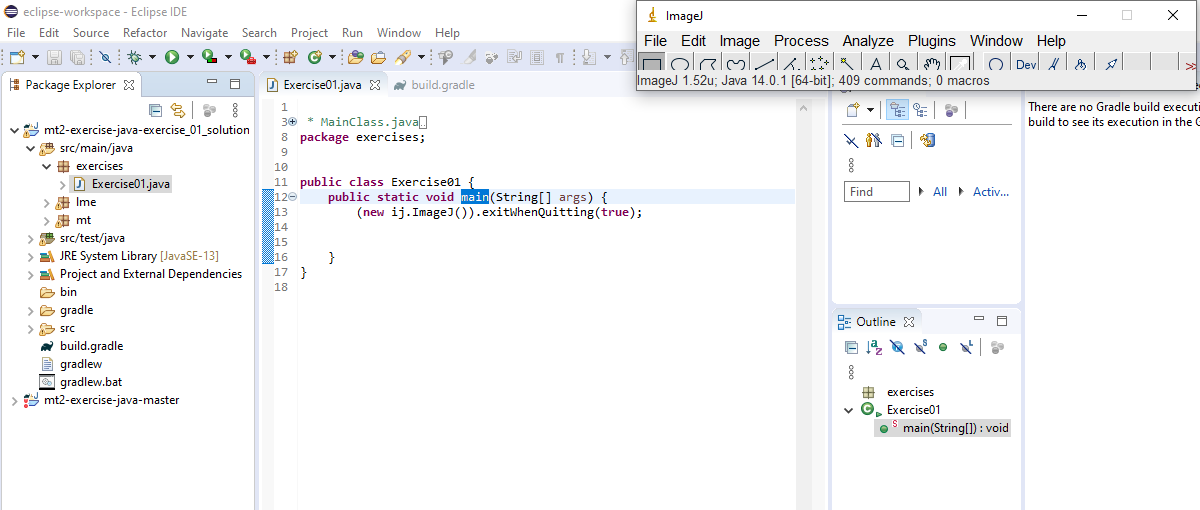 eclipse-workspace - Eclipse IDE
File Edit Source Refactor Navigate Search Project Run Window Help
ImageJ
File Edit Image Process Analyze Plugins Window Help
Dev
ImageJ 1.52u; Java 14.0.1 [64-bit]; 409 commands; 0 macros
Package Explorer
mt2-exercise-java-exercise_01_solution
src/main/java
exercises
Exercise01.java
lme
mt
src/test/java
JRE System Library [JavaSE-13]
Project and External Dependencies
bin
gradle
src
build.gradle
gradlew
gradlew.bat
mt2-exercise-java-master
Exercise01.java build.gradle
1
3 * MainClass.java
8 package exercises;
9
10
11 public class Exercise01 {
12 public static void main(String[] args) {
13 (new ij.ImageJ()).exitWhenQuitting(true);
14
15
16 }
17 }
18
Find All Activ...
There are no Gradle build executi
build to see its execution in the G
Outline
exercises
Exercise01
main(String[]) : void